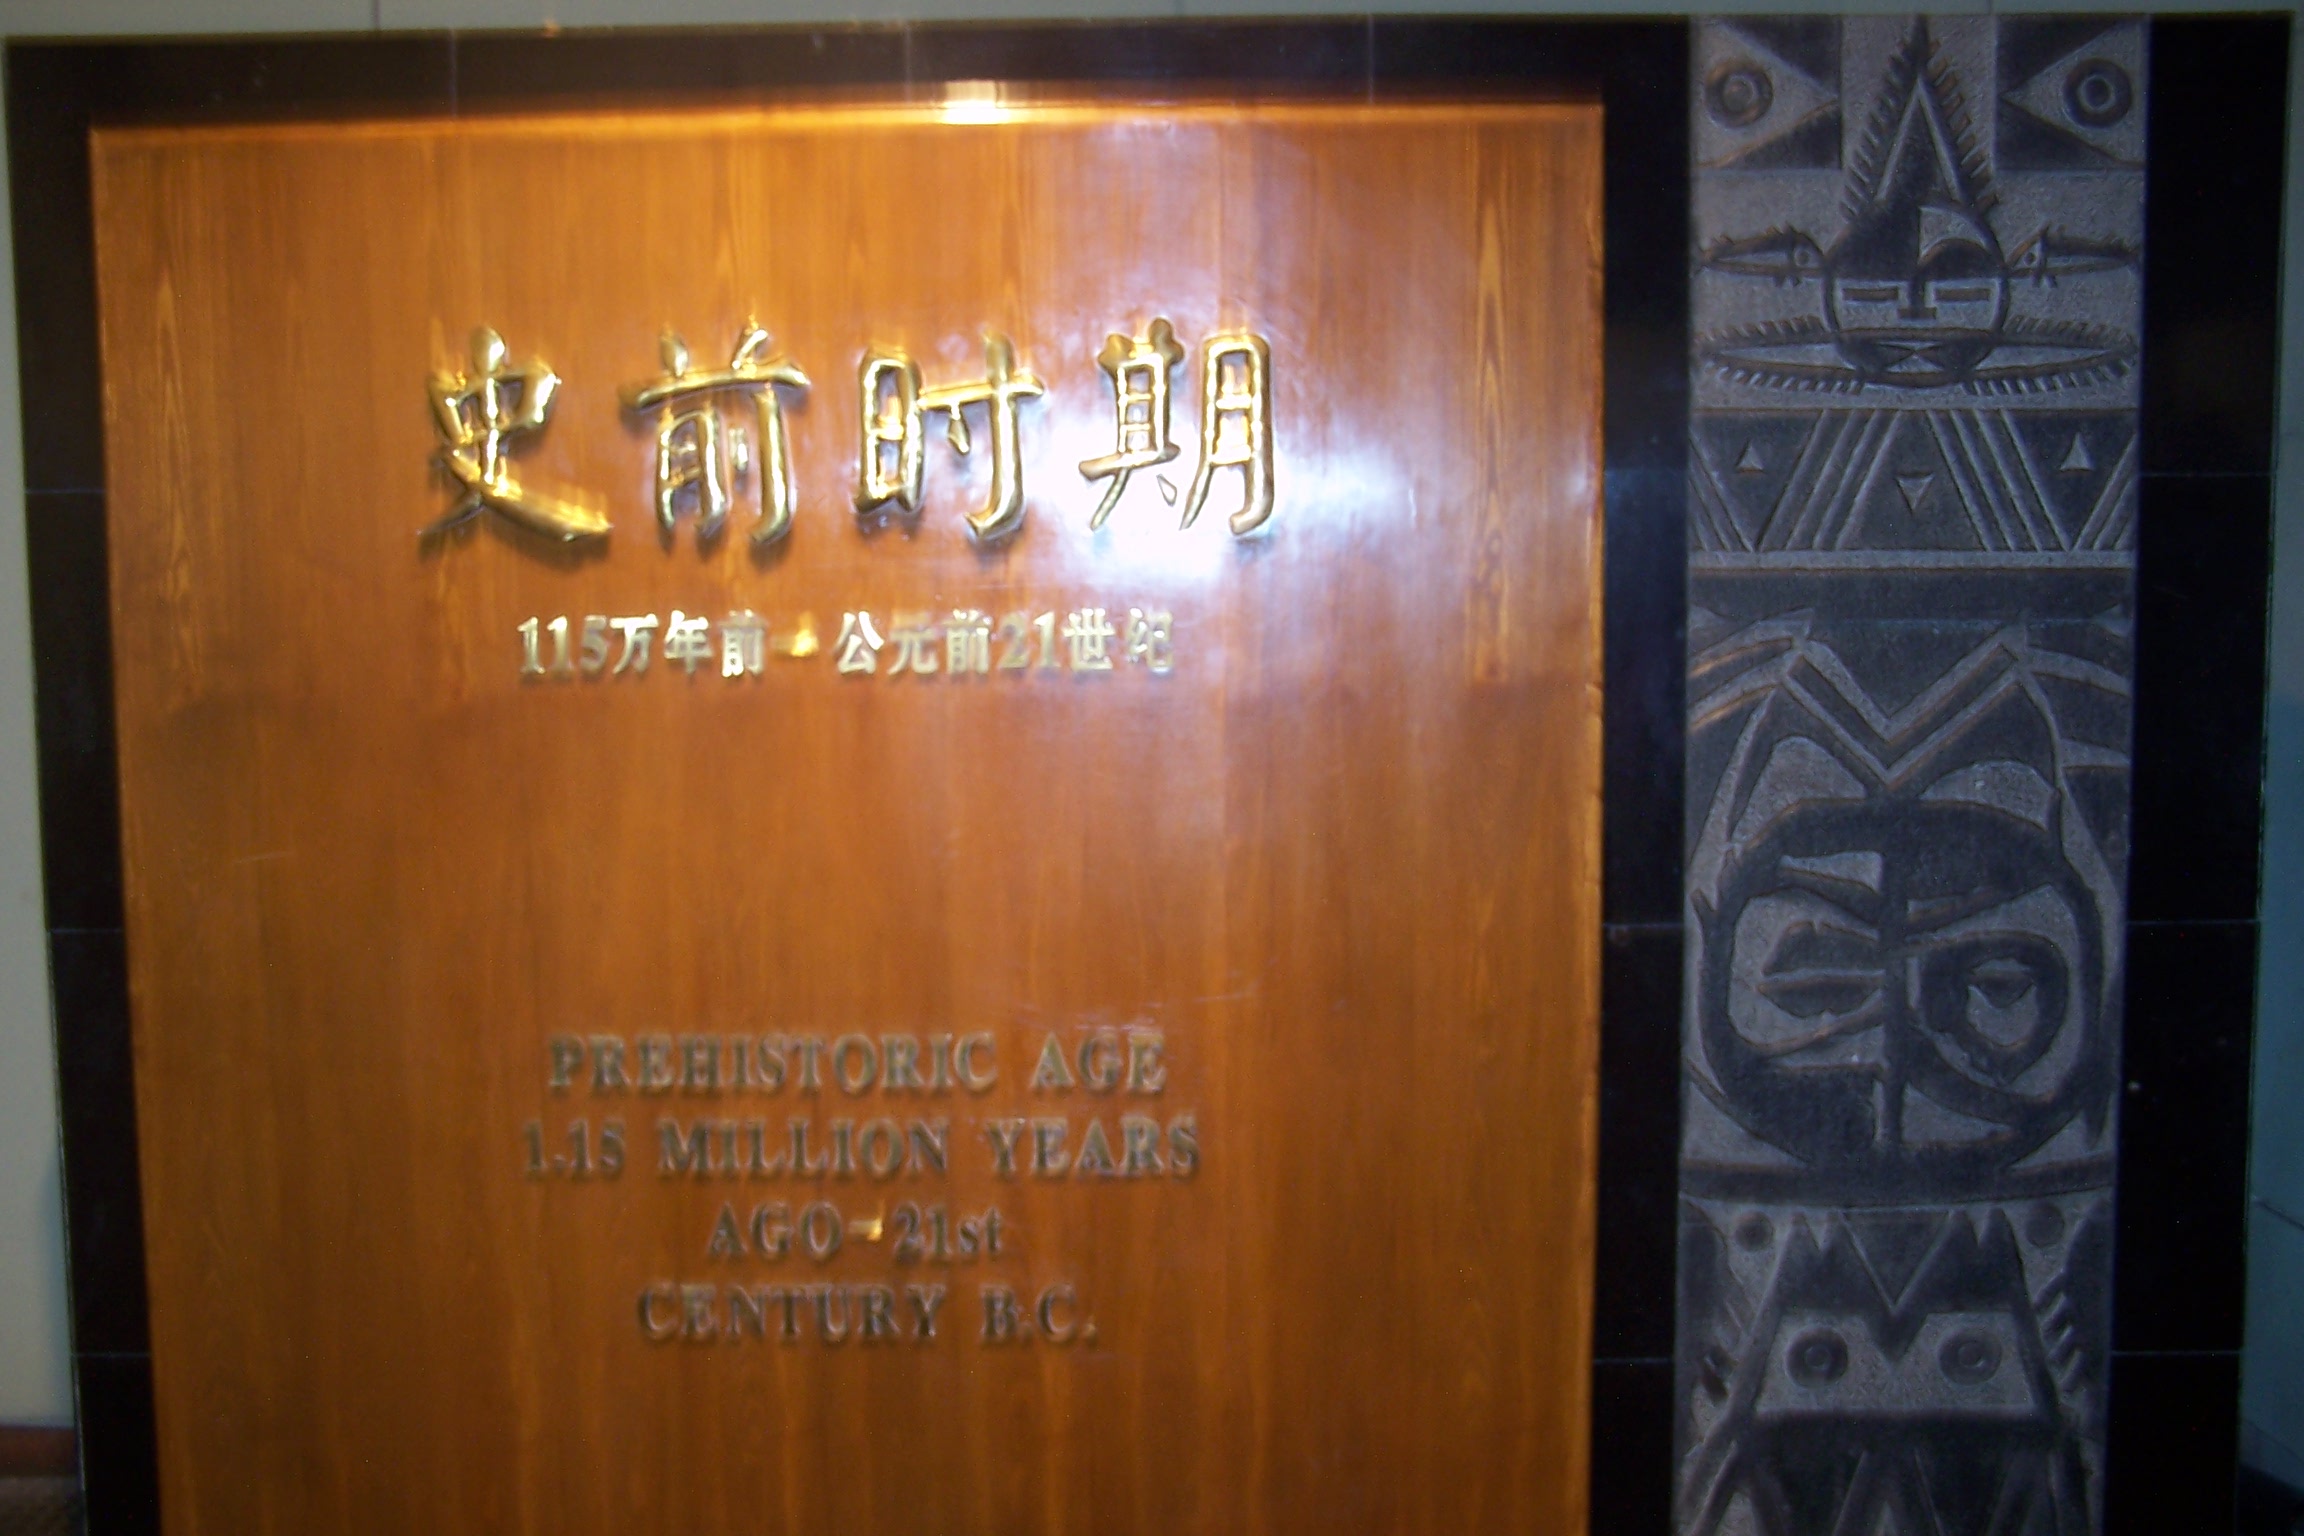 史前时期
115万年前－公元前21世纪
PREHISTORIC AGE
1.15 MILLION YEARS
AGO－21st
CENTURY B.C.